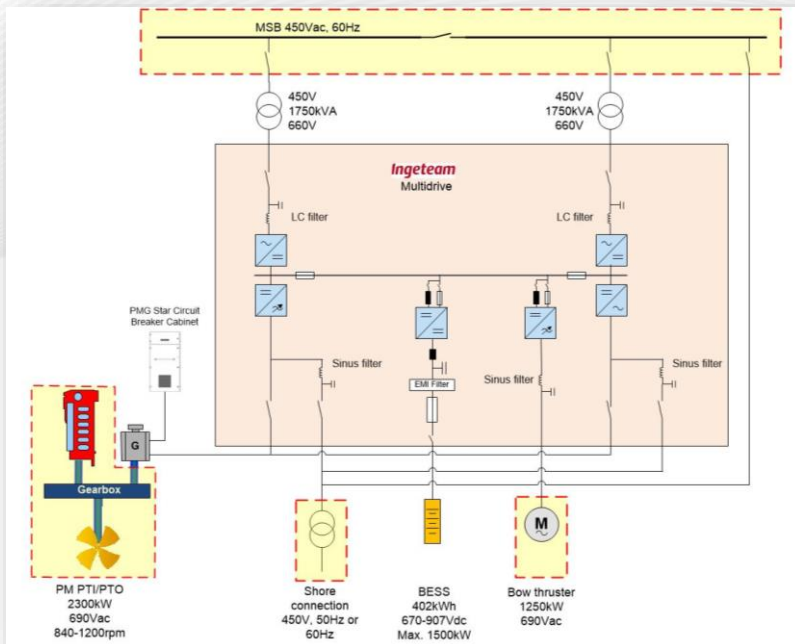 MSB 450Vac, 60Hz
450V
1750kVA
660V
450V
1750kVA
660V
Ingeteam
Multidrive
LC filter
LC filter
PMG Star Circuit
Breaker Cabinet
Sinus filter
EMI Filter
Sinus filter
Sinus filter
G
Gearbox
M
PM PTI/PTO
2300kW
690Vac
840-1200rpm
Shore
connection
450V, 50Hz or
60Hz
BESS
402kWh
670-907Vdc
Max. 1500kW
Bow thruster
1250kW
690Vac